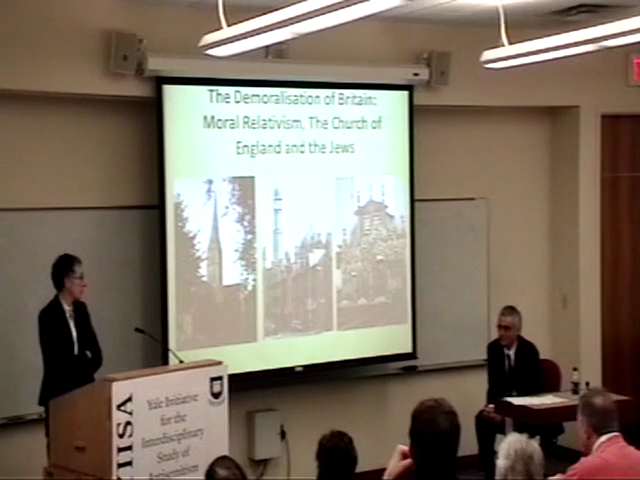 The Demoralisation of Britain:
Moral Relativism, The Church of
England and the Jews
YIISA
Yale Initiative
for the
Interdisciplinary
Study of
Antisemitism